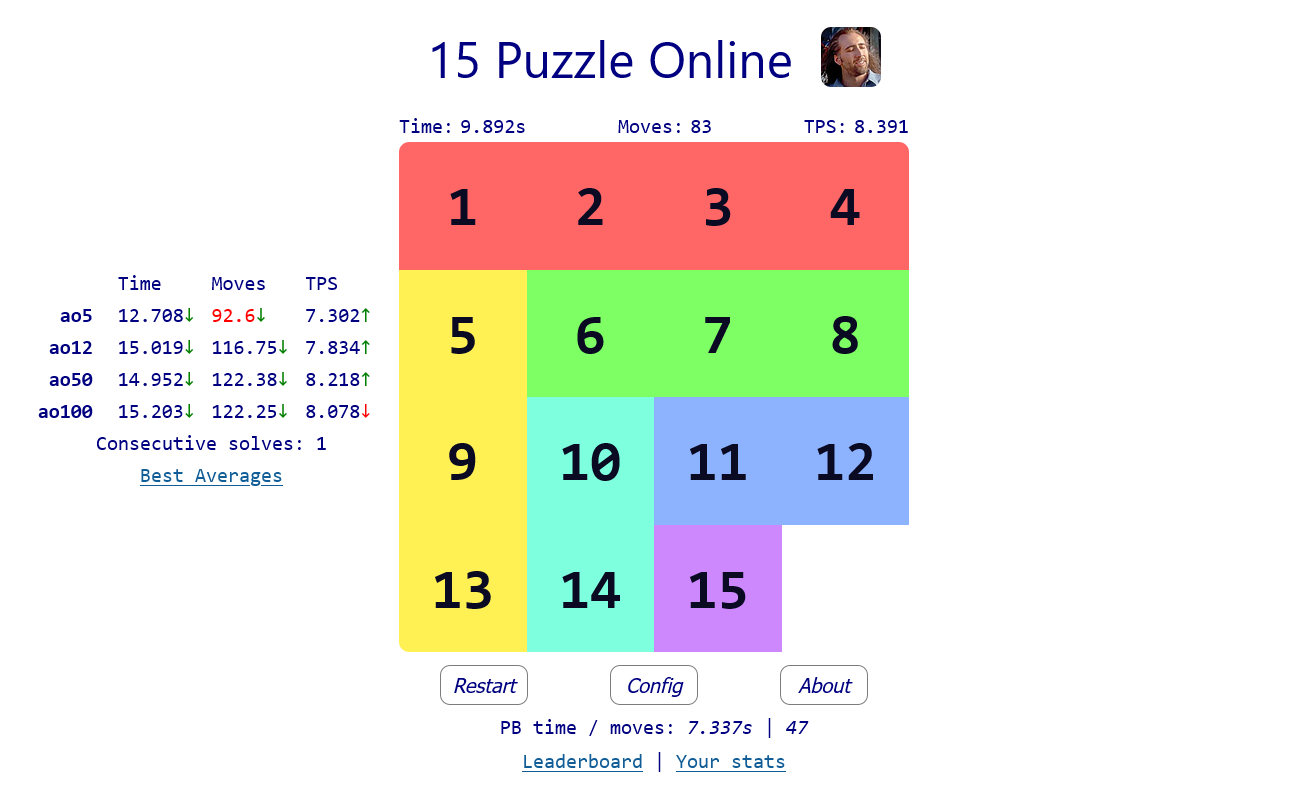 15 Puzzle Online
Time: 9.892s Moves: 83 TPS: 8.391
1 2 3 4
5 6 7 8
9 10 11 12
13 14 15
Time Moves TPS
ao5 12.708↓ 92.6↓ 7.302↑
ao12 15.019↓ 116.75↓ 7.834↑
ao50 14.952↓ 122.38↓ 8.218↑
ao100 15.203↓ 122.25↓ 8.078↓
Consecutive solves: 1
Best Averages
Restart Config About
PB time / moves: 7.337s | 47
Leaderboard | Your stats